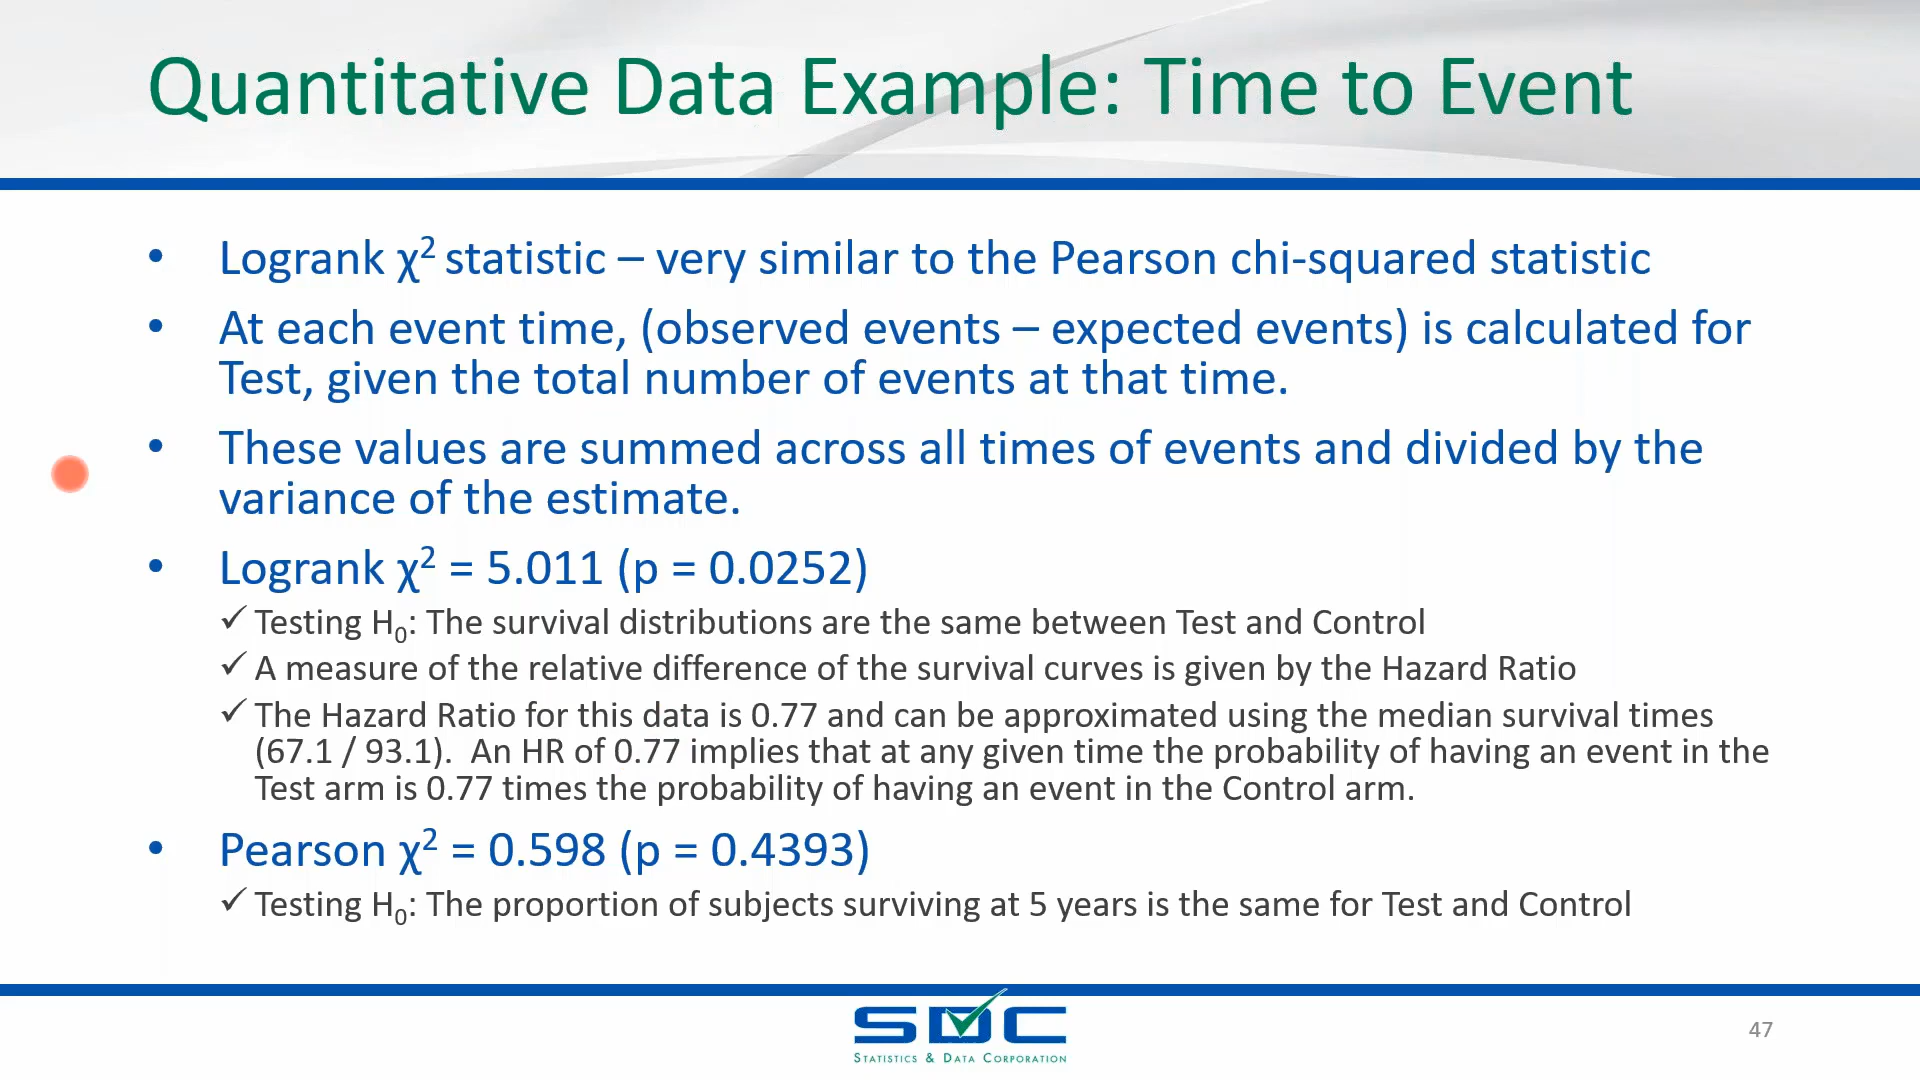 Quantitative Data Example: Time to Event
• Logrank χ² statistic – very similar to the Pearson chi-squared statistic
• At each event time, (observed events – expected events) is calculated for
Test, given the total number of events at that time.
• These values are summed across all times of events and divided by the
variance of the estimate.
• Logrank χ² = 5.011 (p = 0.0252)
✓ Testing H₀: The survival distributions are the same between Test and Control
✓ A measure of the relative difference of the survival curves is given by the Hazard Ratio
✓ The Hazard Ratio for this data is 0.77 and can be approximated using the median survival times
(67.1 / 93.1).  An HR of 0.77 implies that at any given time the probability of having an event in the
Test arm is 0.77 times the probability of having an event in the Control arm.
• Pearson χ² = 0.598 (p = 0.4393)
✓ Testing H₀: The proportion of subjects surviving at 5 years is the same for Test and Control
SDC
STATISTICS & DATA CORPORATION
47